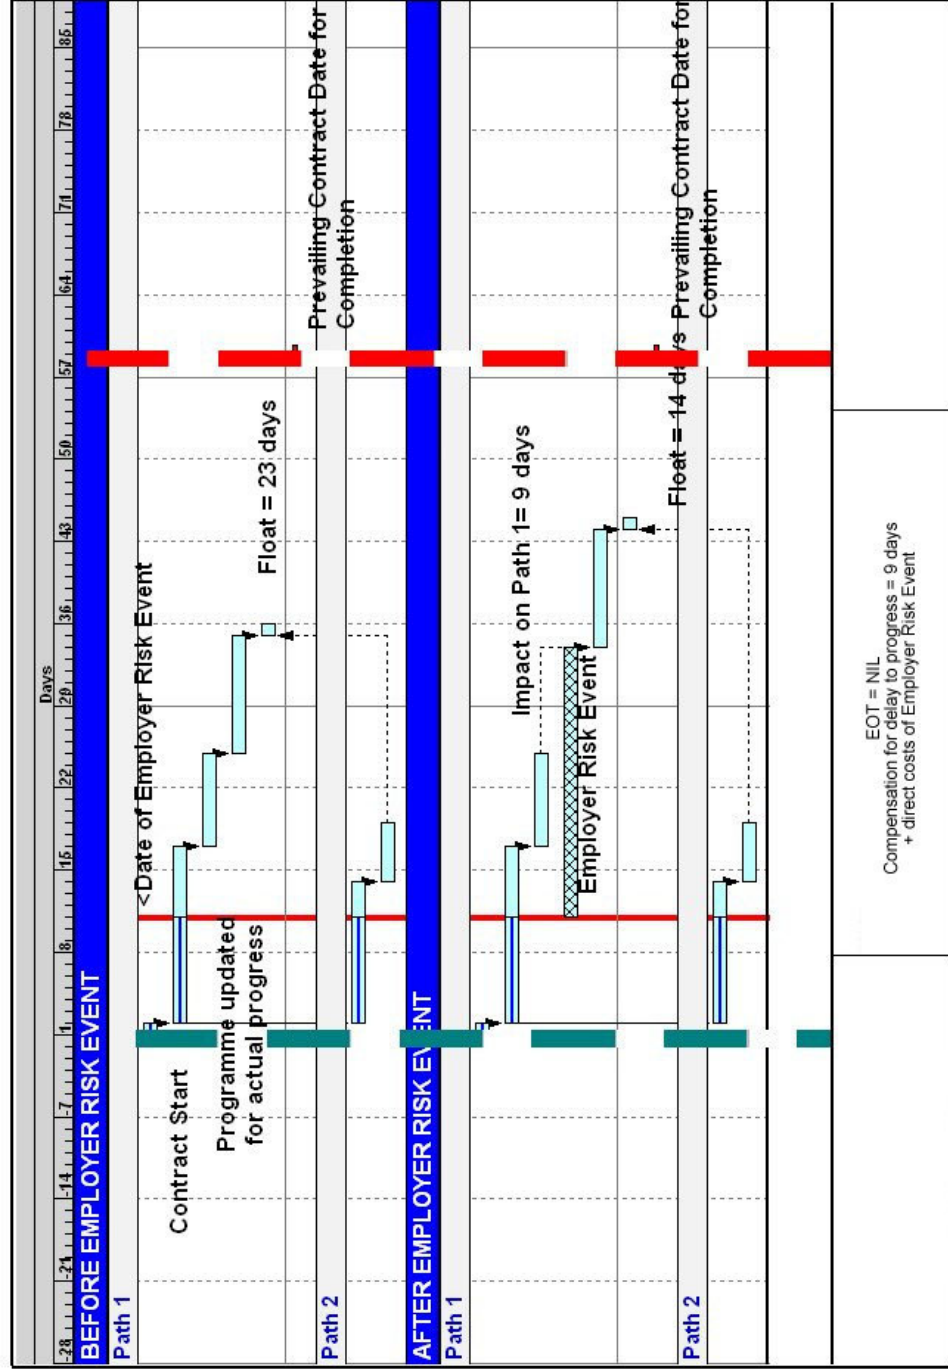 Days
-28 -21 -14 -7 1 8 15 22 29 36 43 50 57 64 71 78 85
BEFORE EMPLOYER RISK EVENT
Path 1
<Date of Employer Risk Event
Contract Start
Programme updated
for actual progress
Float = 23 days
Prevailing Contract Date for
Completion
Path 2
AFTER EMPLOYER RISK EVENT
Path 1
Impact on Path 1= 9 days
Employer Risk Event
Float = 14 days
Prevailing Contract Date for
Completion
Path 2
EOT = NIL
Compensation for delay to progress = 9 days
+ direct costs of Employer Risk Event